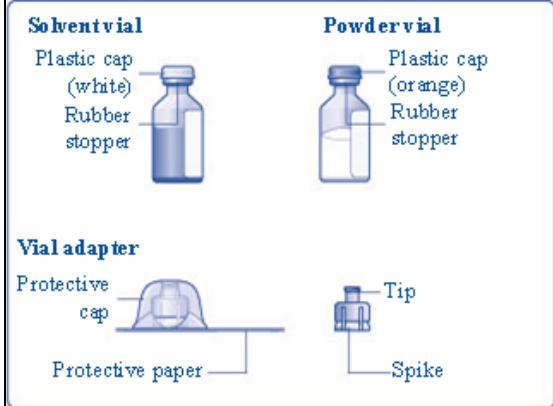 Solvent vial
Powder vial
Plastic cap
(white)
Rubber
stopper
Plastic cap
(orange)
Rubber
stopper
Vial adapter
Protective
cap
Tip
Protective paper
Spike